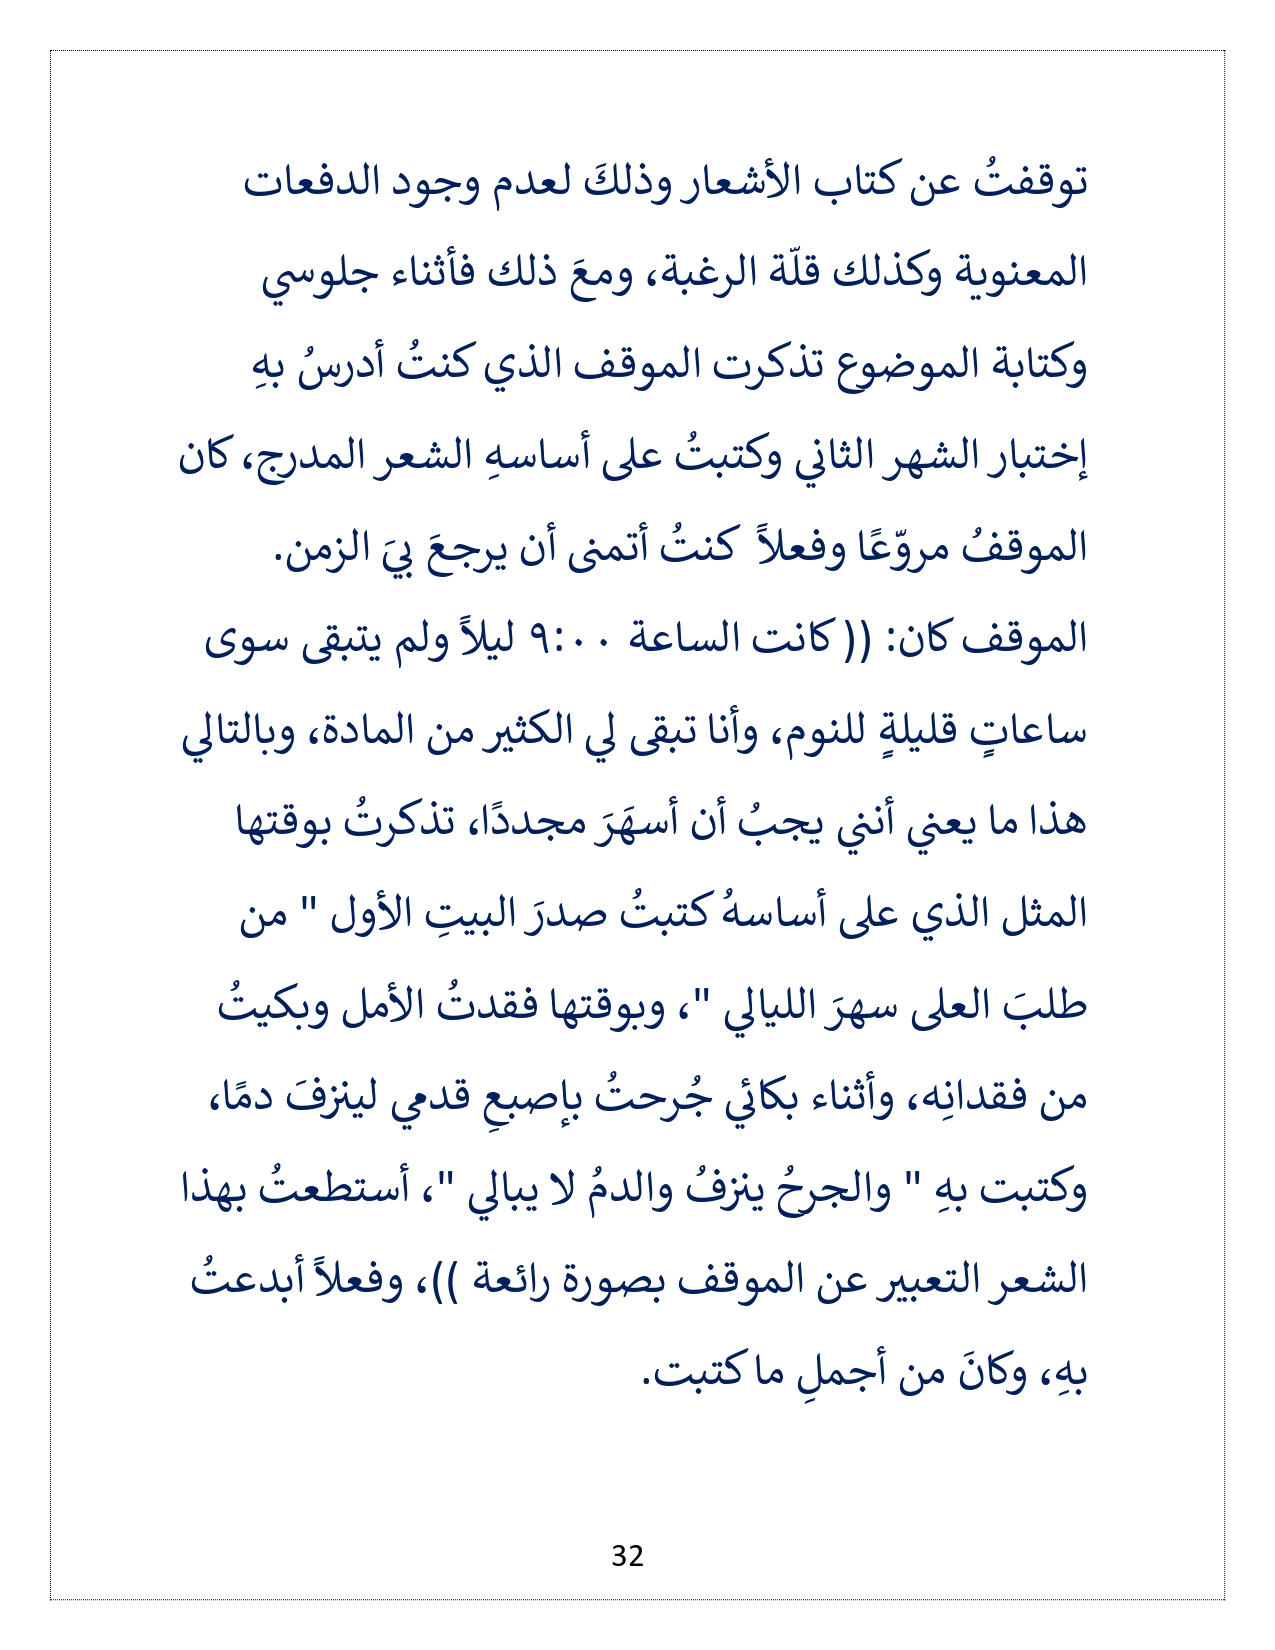 توقفتُ عن كتاب الأشعار وذلكَ لعدم وجود الدفعات
المعنوية وكذلك قلّة الرغبة، ومعَ ذلك فأثناء جلوسي
وكتابة الموضوع تذكرت الموقف الذي كنتُ أدرسُ بهِ
إختبار الشهر الثاني وكتبتُ على أساسهِ الشعر المدرج، كان
الموقفُ مروّعًا وفعلاً كنتُ أتمنى أن يرجعَ بيَ الزمن.
الموقف كان: (( كانت الساعة ٩:٠٠ ليلاً ولم يتبقى سوى
ساعاتٍ قليلةٍ للنوم، وأنا تبقى لي الكثير من المادة، وبالتالي
هذا ما يعني أنني يجبُ أن أسهَرَ مجددًا، تذكرتُ بوقتها
المثل الذي على أساسهُ كتبتُ صدرَ البيتِ الأول " من
طلبَ العلى سهرَ الليالي "، وبوقتها فقدتُ الأمل وبكيتُ
من فقدانِه، وأثناء بكائي جُرحتُ بإصبعِ قدمي لينزفَ دمًا،
وكتبت بهِ " والجرحُ ينزفُ والدمُ لا يبالي "، أستطعتُ بهذا
الشعر التعبير عن الموقف بصورة رائعة ))، وفعلاً أبدعتُ
بهِ، وكانَ من أجملِ ما كتبت.
32